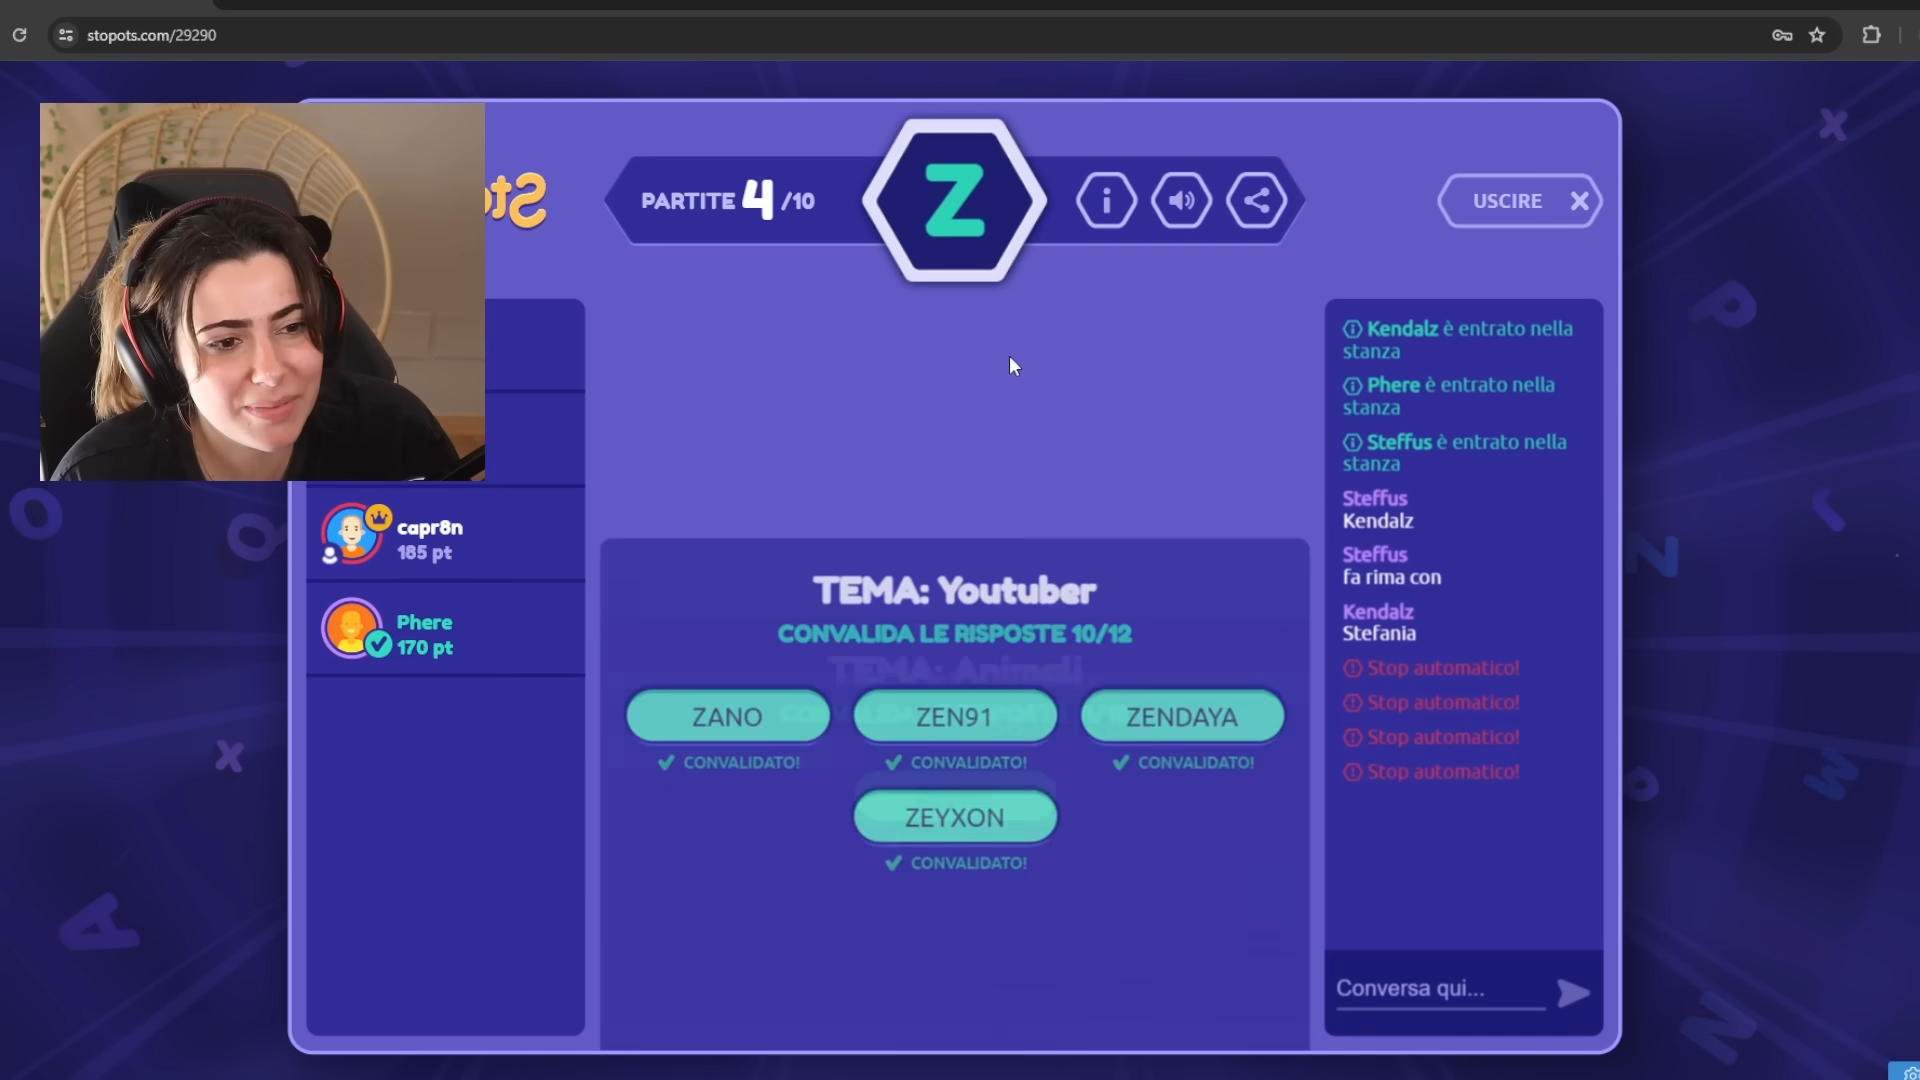 stopots.com/29290
PARTITE 4/10
Z
USCIRE
capr8n
185 pt
Phere
170 pt
TEMA: Youtuber
CONVALIDA LE RISPOSTE 10/12
TEMA: Animali
ZANO
ZEN91
ZENDAYA
CONVALIDATO!
CONVALIDATO!
CONVALIDATO!
ZEYXON
CONVALIDATO!
Kendalz è entrato nella
stanza
Phere è entrato nella
stanza
Steffus è entrato nella
stanza
Steffus
Kendalz
Steffus
fa rima con
Kendalz
Stefania
Stop automatico!
Stop automatico!
Stop automatico!
Stop automatico!
Conversa qui...